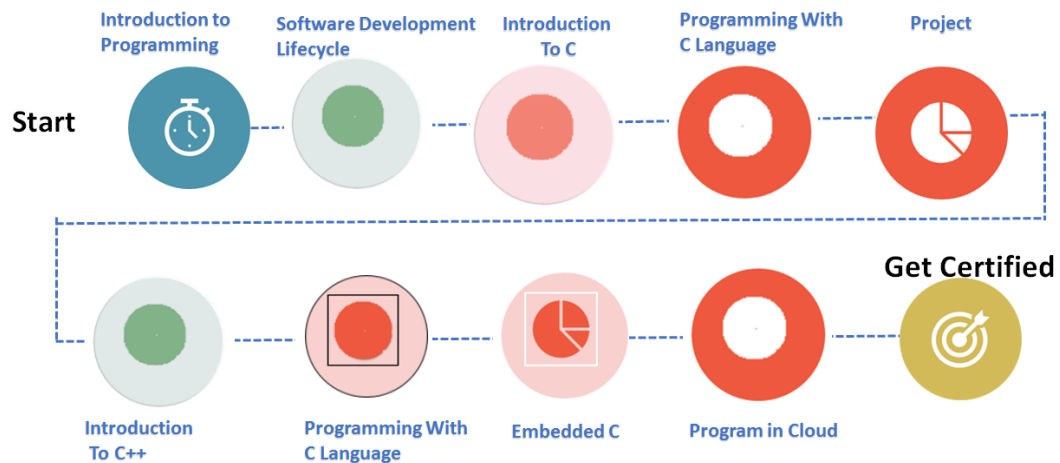 Introduction to
Programming
Software Development
Lifecycle
Introduction
To C
Programming With
C Language
Project
Start
Get Certified
Introduction
To C++
Programming With
C Language
Embedded C
Program in Cloud